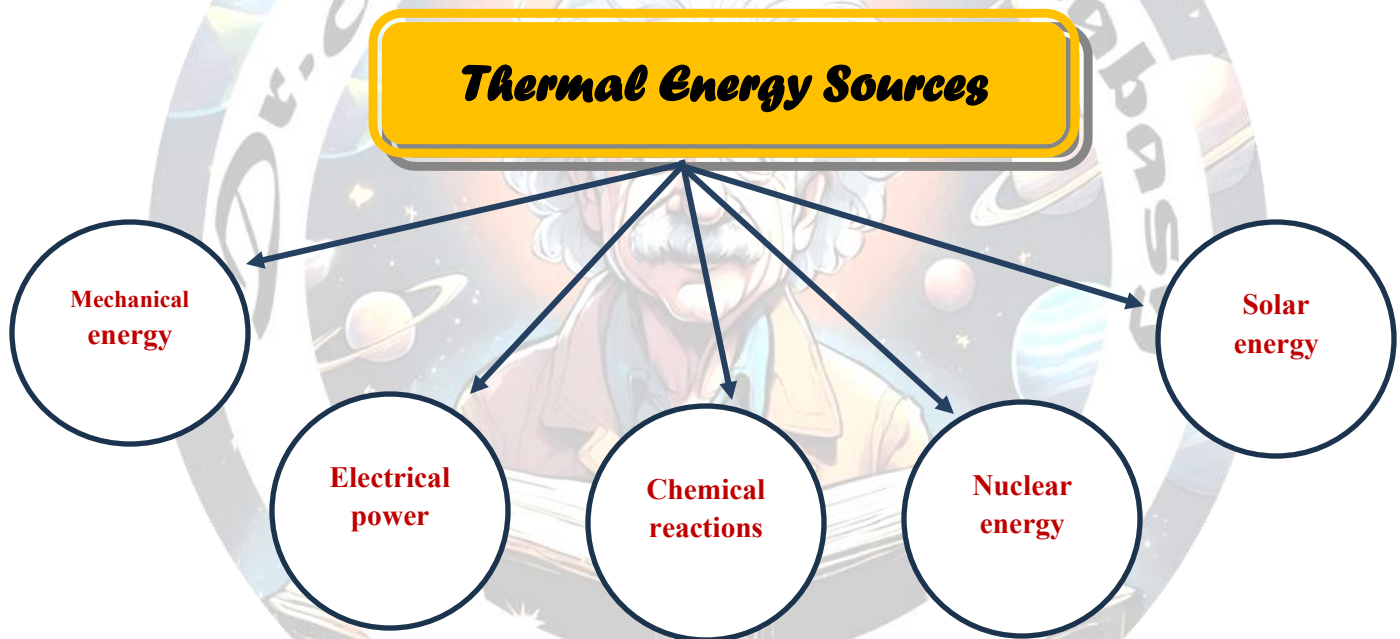 Thermal Energy Sources
Mechanical
energy
Electrical
power
Chemical
reactions
Nuclear
energy
Solar
energy